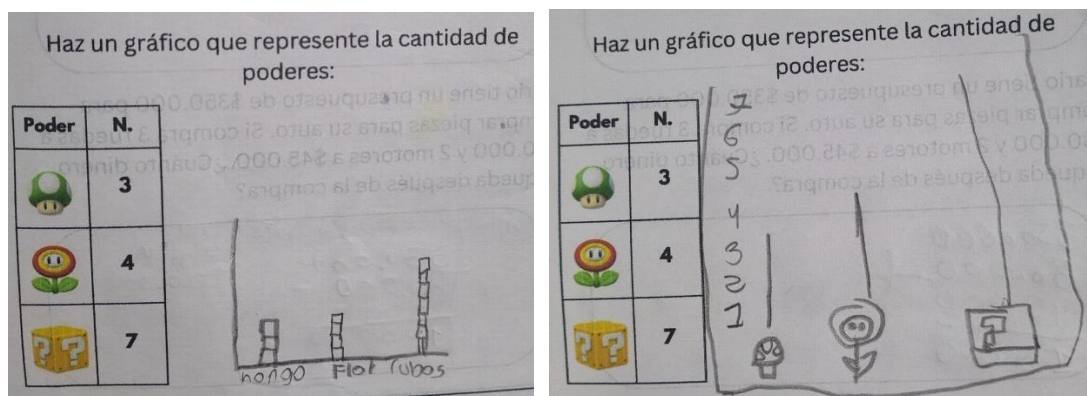 Haz un gráfico que represente la cantidad de
poderes:
Poder N.
3
4
7
hongo Flor Cubos
Haz un gráfico que represente la cantidad de
poderes:
Poder N.
3
4
7
7
6
5
4
3
2
1